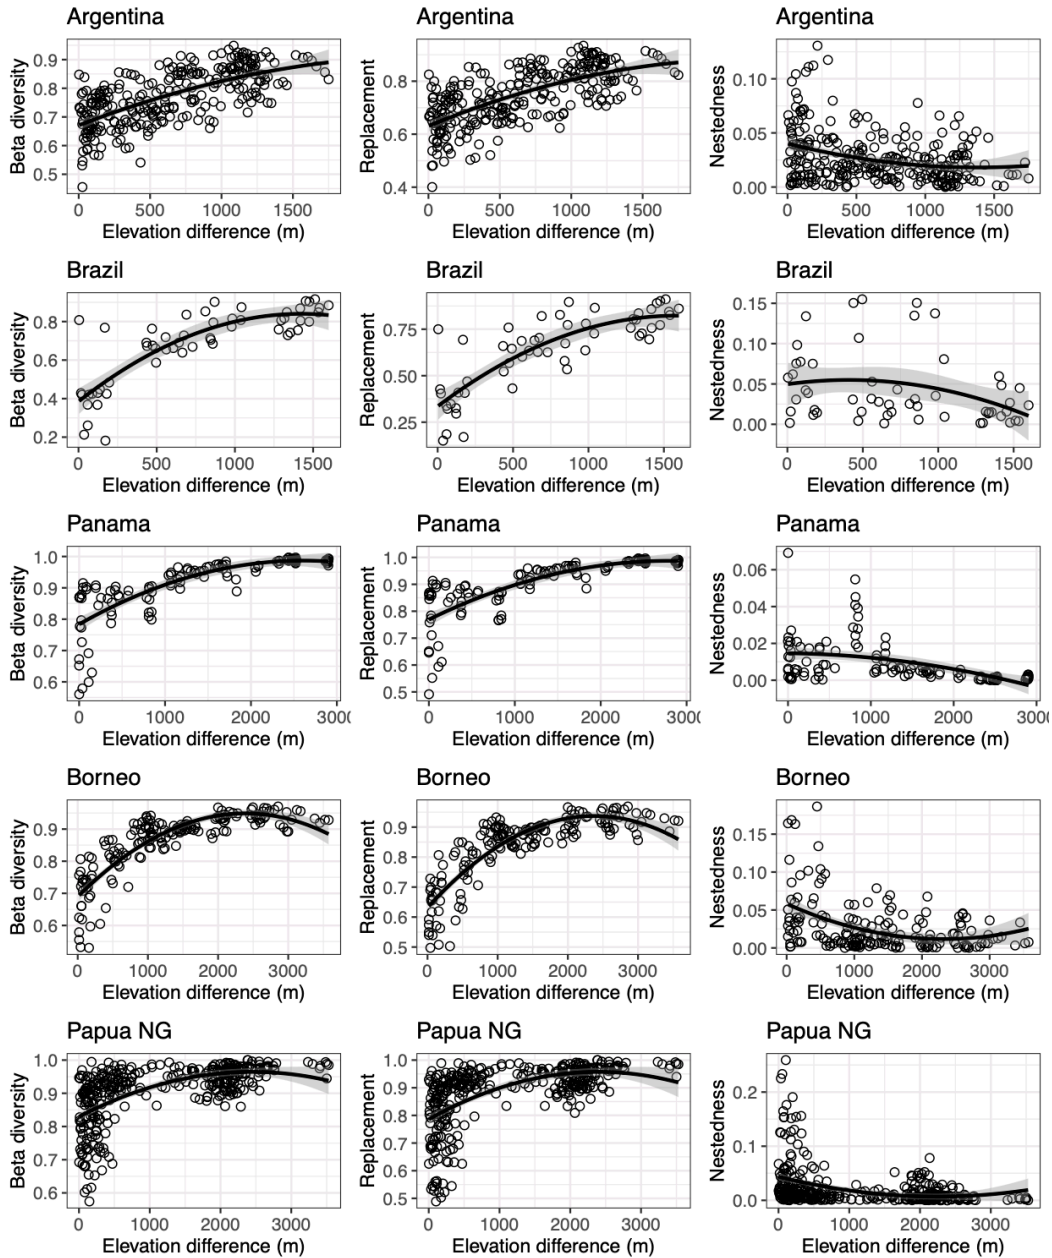 Argentina
Beta diversity
0.9
0.8
0.7
0.6
0.5
0 500 1000 1500
Elevation difference (m)
Argentina
Replacement
0.8
0.6
0.4
0 500 1000 1500
Elevation difference (m)
Argentina
Nestedness
0.10
0.05
0.00
0 500 1000 1500
Elevation difference (m)
Brazil
Beta diversity
0.8
0.6
0.4
0.2
0 500 1000 1500
Elevation difference (m)
Brazil
Replacement
0.75
0.50
0.25
0 500 1000 1500
Elevation difference (m)
Brazil
Nestedness
0.15
0.10
0.05
0.00
0 500 1000 1500
Elevation difference (m)
Panama
Beta diversity
1.0
0.9
0.8
0.7
0.6
0 1000 2000 300
Elevation difference (m)
Panama
Replacement
1.0
0.9
0.8
0.7
0.6
0.5
0 1000 2000 300
Elevation difference (m)
Panama
Nestedness
0.06
0.04
0.02
0.00
0 1000 2000 300
Elevation difference (m)
Borneo
Beta diversity
0.9
0.8
0.7
0.6
0 1000 2000 3000
Elevation difference (m)
Borneo
Replacement
0.9
0.8
0.7
0.6
0.5
0 1000 2000 3000
Elevation difference (m)
Borneo
Nestedness
0.15
0.10
0.05
0.00
0 1000 2000 3000
Elevation difference (m)
Papua NG
Beta diversity
1.0
0.9
0.8
0.7
0.6
0 1000 2000 3000
Elevation difference (m)
Papua NG
Replacement
1.0
0.9
0.8
0.7
0.6
0.5
0 1000 2000 3000
Elevation difference (m)
Papua NG
Nestedness
0.2
0.1
0.0
0 1000 2000 3000
Elevation difference (m)